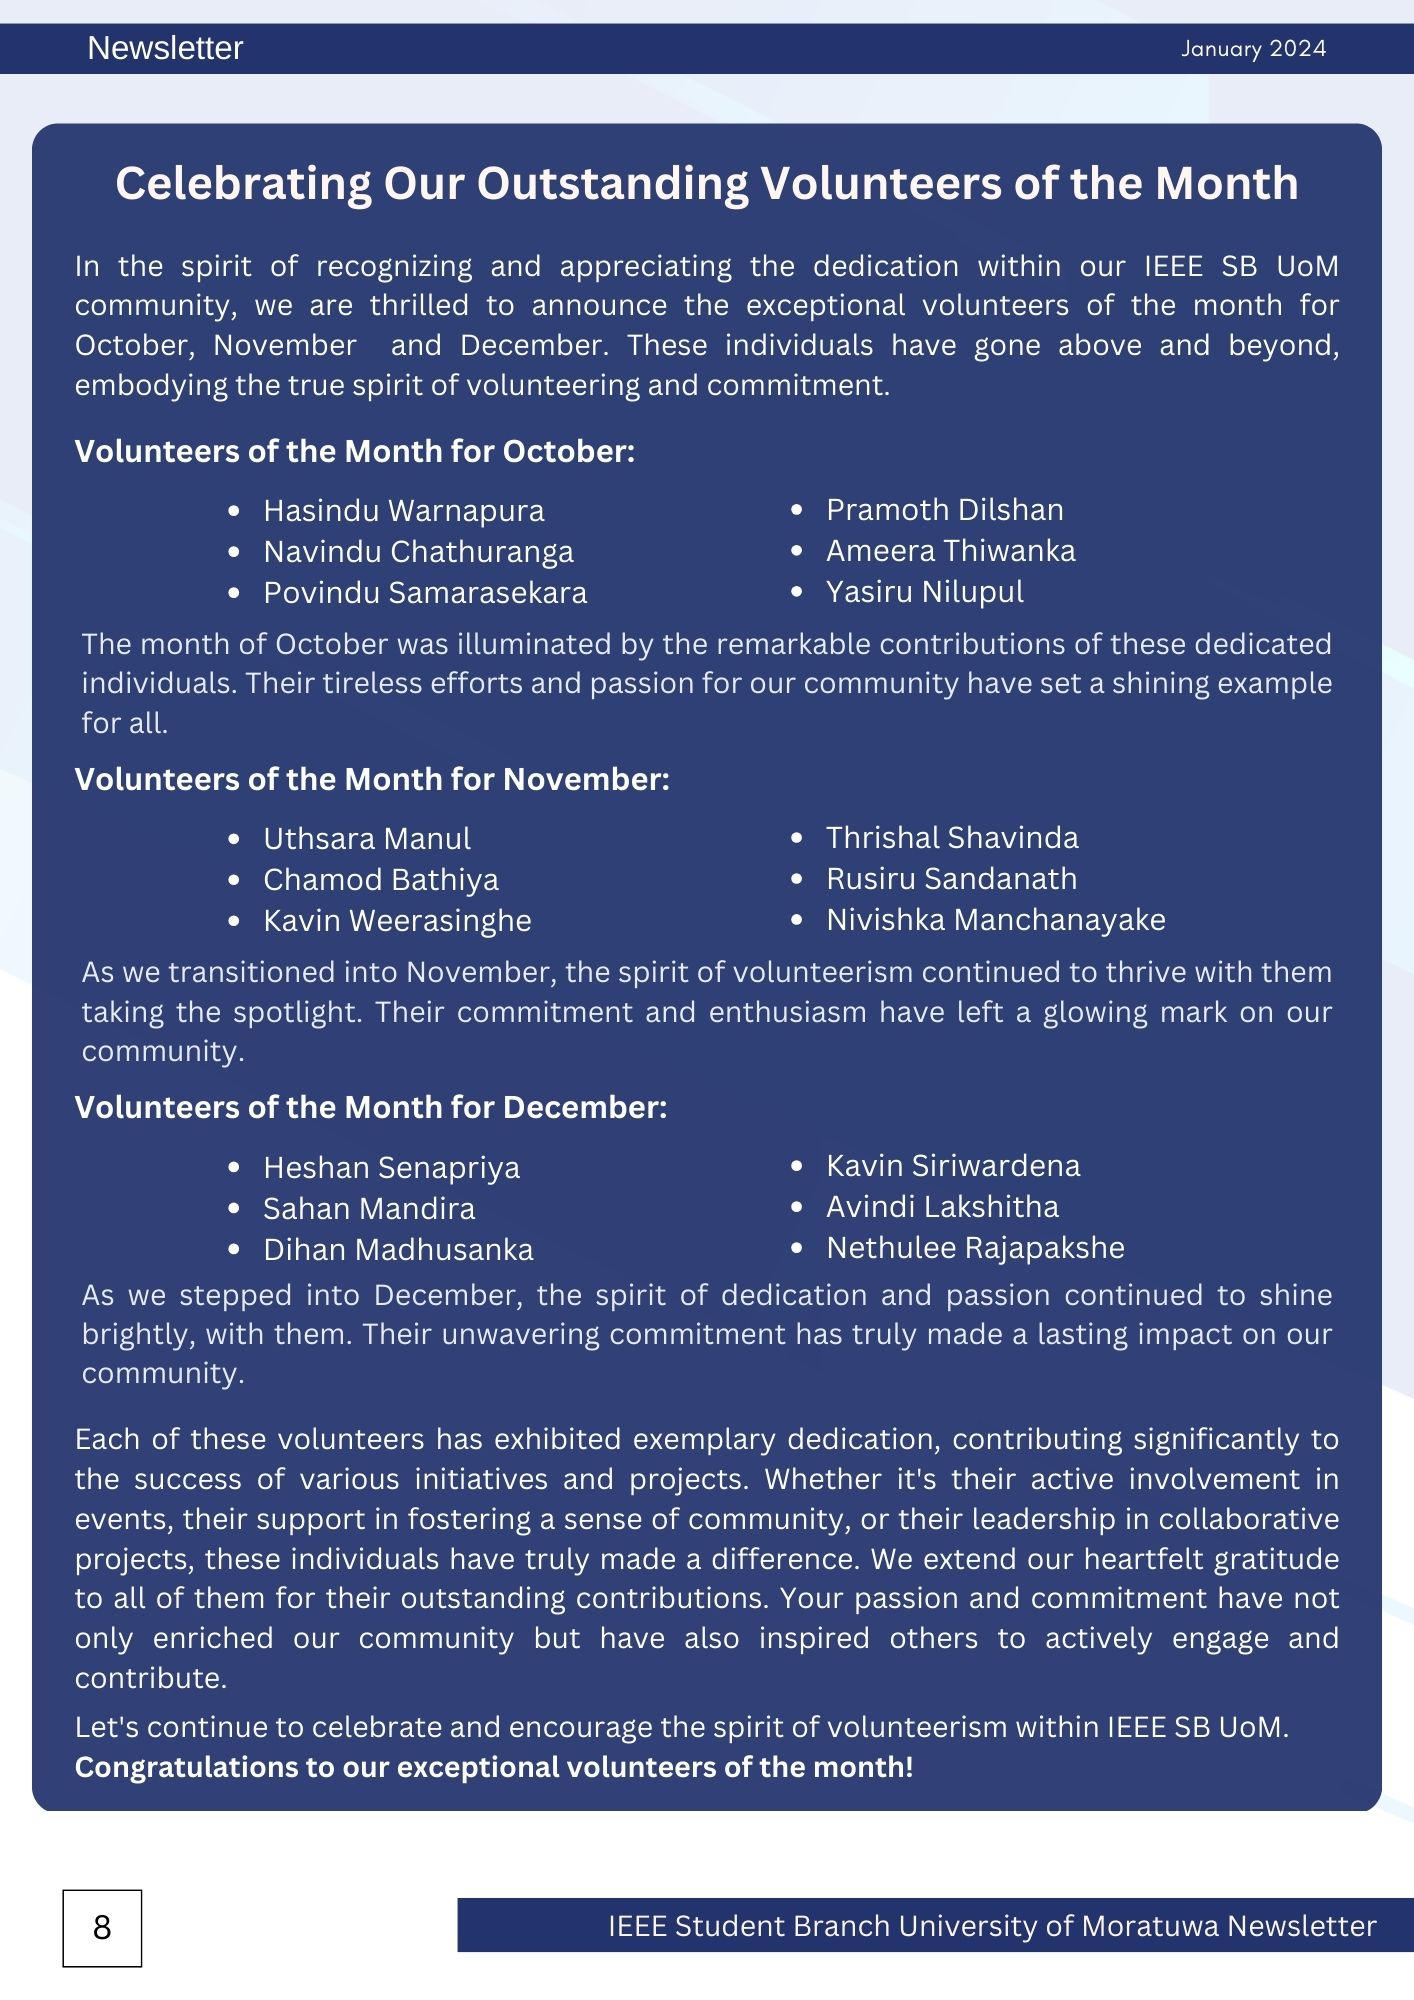 Newsletter
January 2024
Celebrating Our Outstanding Volunteers of the Month
In the spirit of recognizing and appreciating the dedication within our IEEE SB UoM
community, we are thrilled to announce the exceptional volunteers of the month for
October, November and December. These individuals have gone above and beyond,
embodying the true spirit of volunteering and commitment.
Volunteers of the Month for October:
• Hasindu Warnapura
• Navindu Chathuranga
• Povindu Samarasekara
• Pramoth Dilshan
• Ameera Thiwanka
• Yasiru Nilupul
The month of October was illuminated by the remarkable contributions of these dedicated
individuals. Their tireless efforts and passion for our community have set a shining example
for all.
Volunteers of the Month for November:
• Uthsara Manul
• Chamod Bathiya
• Kavin Weerasinghe
• Thrishal Shavinda
• Rusiru Sandanath
• Nivishka Manchanayake
As we transitioned into November, the spirit of volunteerism continued to thrive with them
taking the spotlight. Their commitment and enthusiasm have left a glowing mark on our
community.
Volunteers of the Month for December:
• Heshan Senapriya
• Sahan Mandira
• Dihan Madhusanka
• Kavin Siriwardena
• Avindi Lakshitha
• Nethulee Rajapakshe
As we stepped into December, the spirit of dedication and passion continued to shine
brightly, with them. Their unwavering commitment has truly made a lasting impact on our
community.
Each of these volunteers has exhibited exemplary dedication, contributing significantly to
the success of various initiatives and projects. Whether it's their active involvement in
events, their support in fostering a sense of community, or their leadership in collaborative
projects, these individuals have truly made a difference. We extend our heartfelt gratitude
to all of them for their outstanding contributions. Your passion and commitment have not
only enriched our community but have also inspired others to actively engage and
contribute.
Let's continue to celebrate and encourage the spirit of volunteerism within IEEE SB UoM.
Congratulations to our exceptional volunteers of the month!
8
IEEE Student Branch University of Moratuwa Newsletter